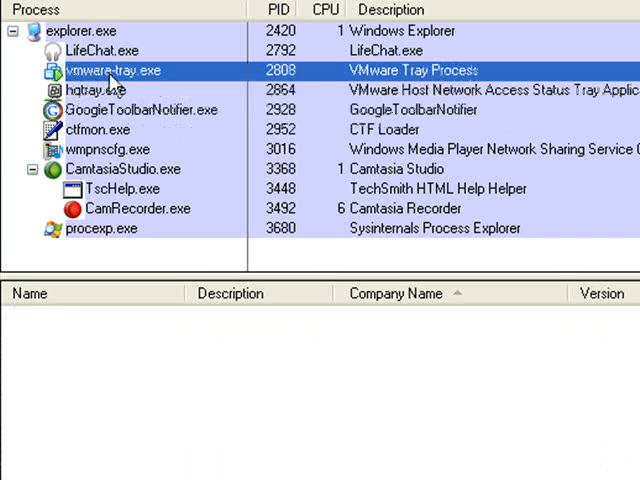 Process PID CPU Description
explorer.exe 2420 1 Windows Explorer
LifeChat.exe 2792 LifeChat.exe
vmware-tray.exe 2808 VMware Tray Process
hqtray.exe 2864 VMware Host Network Access Status Tray Applic
GoogleToolbarNotifier.exe 2928 GoogleToolbarNotifier
ctfmon.exe 2952 CTF Loader
wmpnscfg.exe 3016 Windows Media Player Network Sharing Service C
CamtasiaStudio.exe 3368 1 Camtasia Studio
TscHelp.exe 3448 TechSmith HTML Help Helper
CamRecorder.exe 3492 6 Camtasia Recorder
procexp.exe 3680 Sysinternals Process Explorer
Name Description Company Name Version